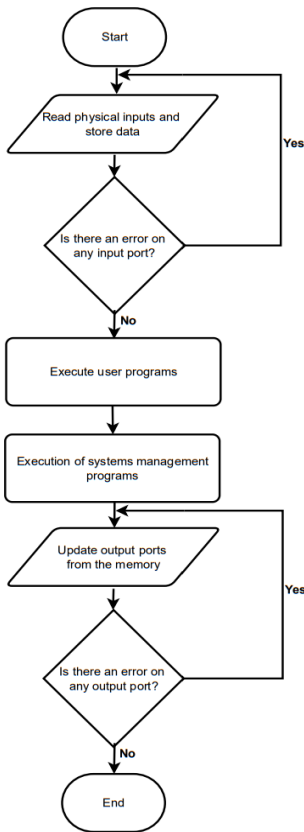 Start
Read physical inputs and
store data
Yes
Is there an error on
any input port?
No
Execute user programs
Execution of systems management
programs
Update output ports
from the memory
Yes
Is there an error on
any output port?
No
End